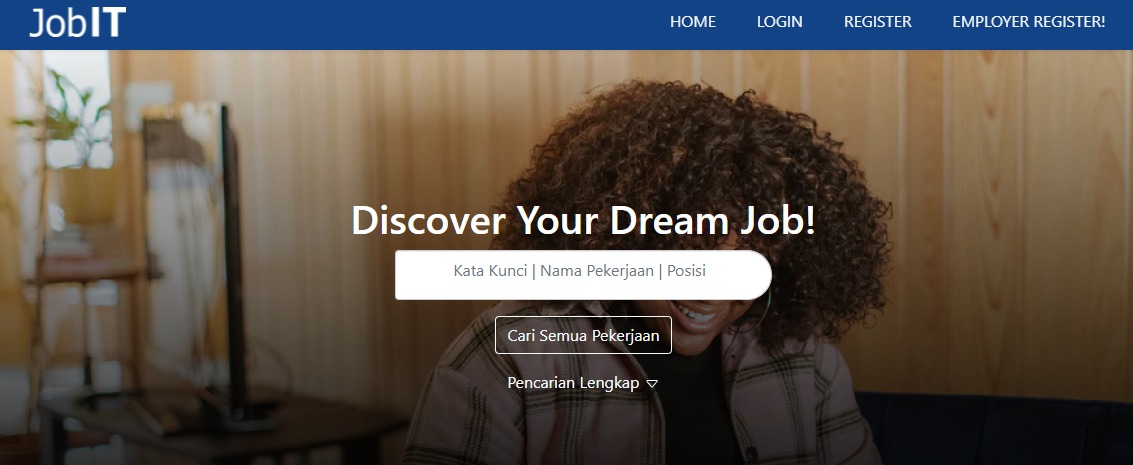 JobIT
HOME LOGIN REGISTER EMPLOYER REGISTER!
Discover Your Dream Job!
Kata Kunci | Nama Pekerjaan | Posisi
Cari Semua Pekerjaan
Pencarian Lengkap